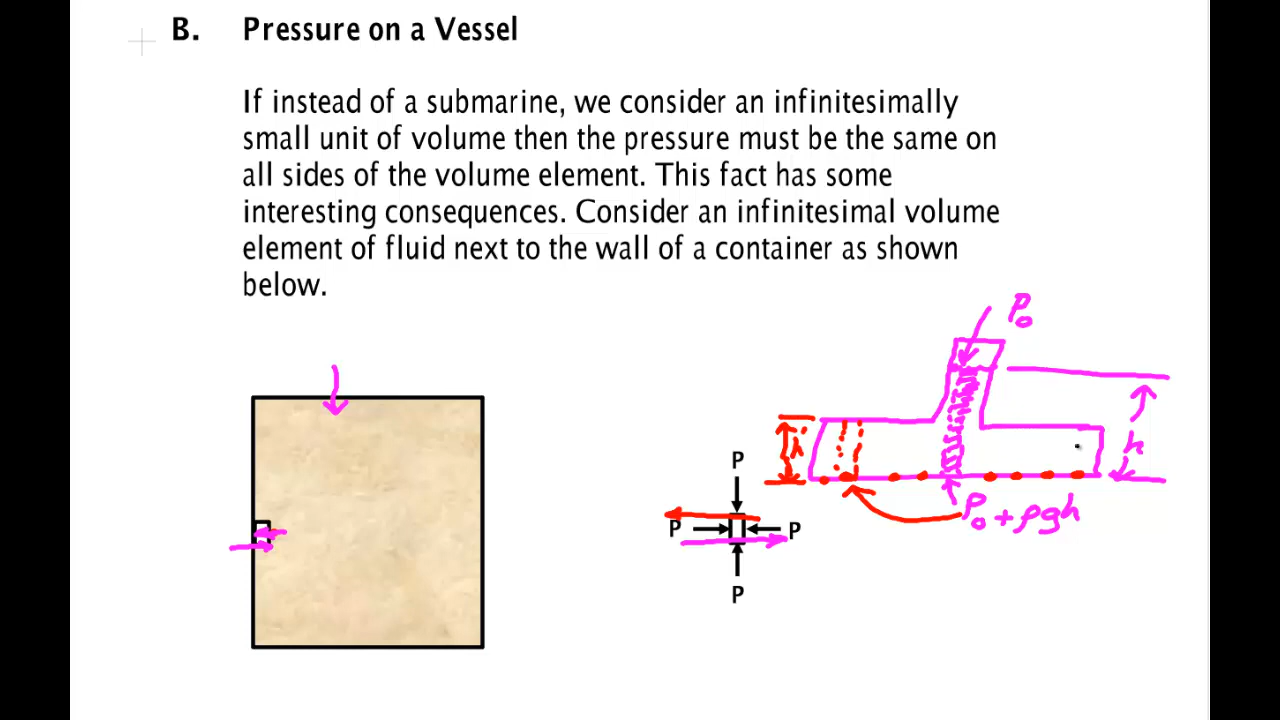 B. Pressure on a Vessel
If instead of a submarine, we consider an infinitesimally
small unit of volume then the pressure must be the same on
all sides of the volume element. This fact has some
interesting consequences. Consider an infinitesimal volume
element of fluid next to the wall of a container as shown
below.
P₀
h'
h
P
P P
P
P₀ + ρgh